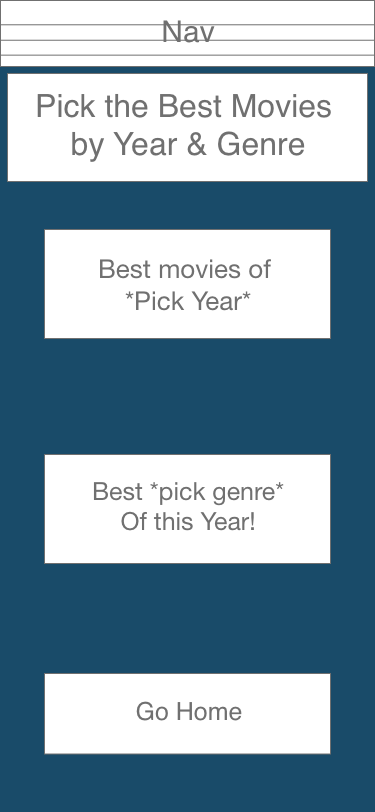 Nav
Pick the Best Movies
by Year & Genre
Best movies of
*Pick Year*
Best *pick genre*
Of this Year!
Go Home